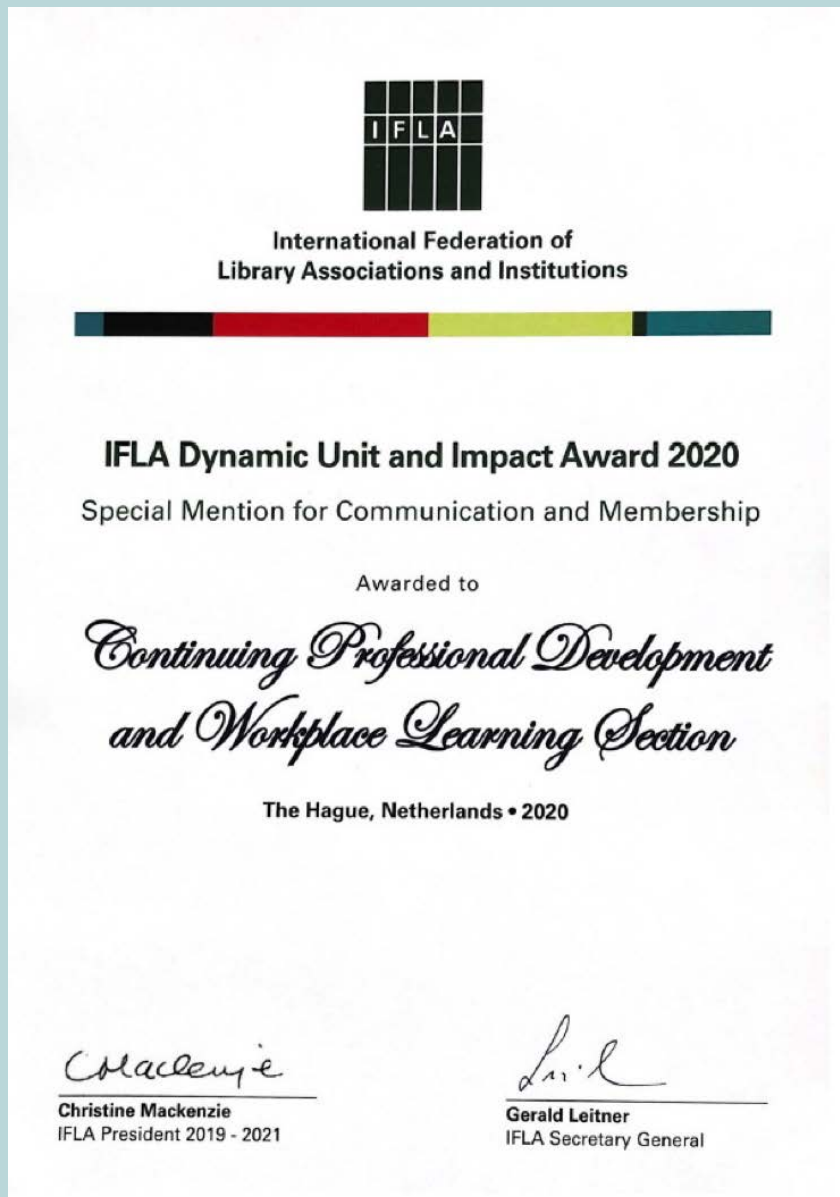 IFLA
International Federation of
Library Associations and Institutions
IFLA Dynamic Unit and Impact Award 2020
Special Mention for Communication and Membership
Awarded to
Continuing Professional Development
and Workplace Learning Section
The Hague, Netherlands • 2020
CMackenzie
Christine Mackenzie
IFLA President 2019 - 2021
Gerald Leitner
IFLA Secretary General